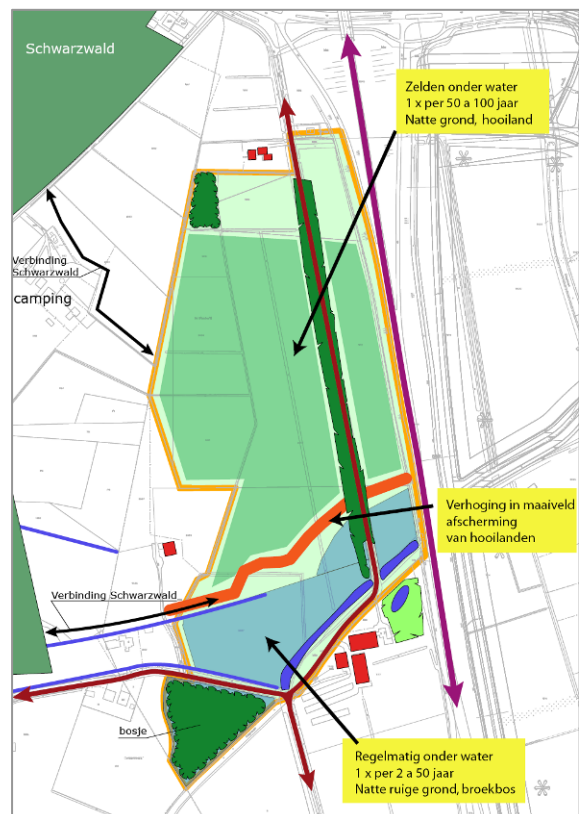 Schwarzwald
Zelden onder water
1 x per 50 a 100 jaar
Natte grond, hooiland
Verbinding
Schwarzwald
camping
Verhoging in maaiveld
afscherming
van hooilanden
Verbinding Schwarzwald
bosje
Regelmatig onder water
1 x per 2 a 50 jaar
Natte ruige grond, broekbos